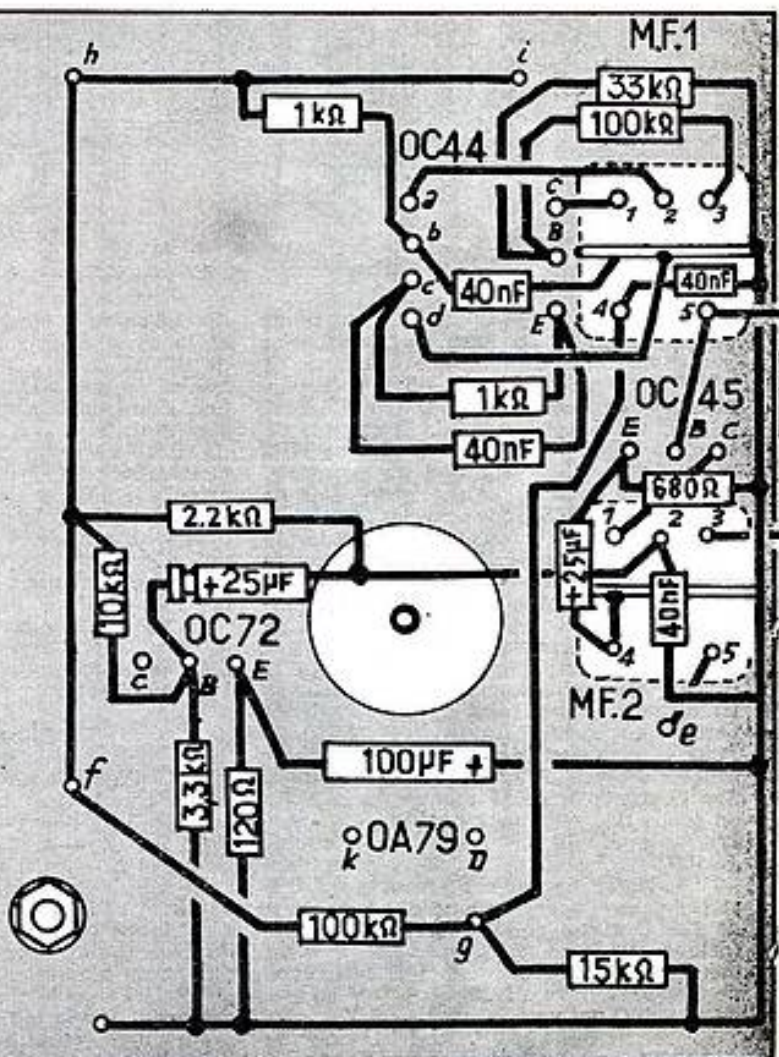 M.F.1
h
i
33kΩ
1kΩ
100kΩ
OC44
a
c
1
2
3
b
B
c
40nF
40nF
d
E
4
5
1kΩ
OC45
40nF
E
B
C
680Ω
2.2kΩ
1
2
3
+25µF
10kΩ
+25µF
40nF
OC72
c
B
E
4
5
MF.2
e
100µF +
f
3,3kΩ
120Ω
k
OA79
n
100kΩ
g
15kΩ